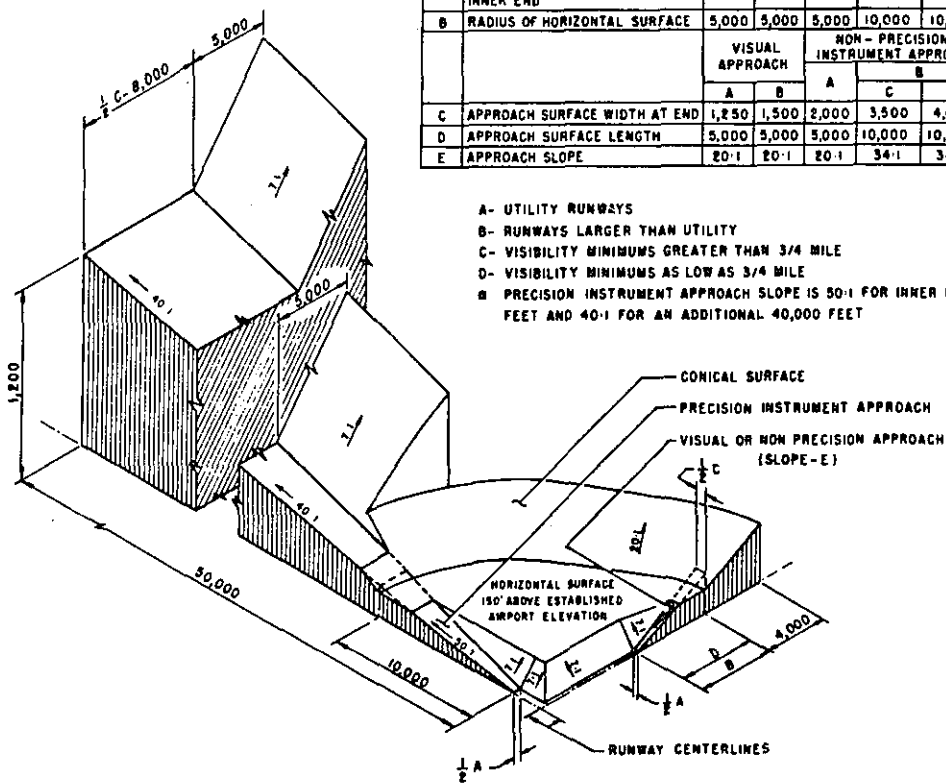 INNER END
B RADIUS OF HORIZONTAL SURFACE 5,000 5,000 5,000 10,000 10,
VISUAL APPROACH
NON-PRECISION
INSTRUMENT APPRO
A B A B
C
C APPROACH SURFACE WIDTH AT END 1,250 1,500 2,000 3,500 4,
D APPROACH SURFACE LENGTH 5,000 5,000 5,000 10,000 10,
E APPROACH SLOPE 20:1 20:1 20:1 34:1 3
A- UTILITY RUNWAYS
B- RUNWAYS LARGER THAN UTILITY
C- VISIBILITY MINIMUMS GREATER THAN 3/4 MILE
D- VISIBILITY MINIMUMS AS LOW AS 3/4 MILE
PRECISION INSTRUMENT APPROACH SLOPE IS 50:1 FOR INNER
FEET AND 40:1 FOR AN ADDITIONAL 40,000 FEET
5,000
1/2 C-8,000
7:1
40:1
5,000
1,200
7:1
40:1
CONICAL SURFACE
PRECISION INSTRUMENT APPROACH
VISUAL OR NON PRECISION APPROACH
(SLOPE-E)
1/2 C
20:1
HORIZONTAL SURFACE
150' ABOVE ESTABLISHED
AIRPORT ELEVATION
50,000
50:1
7:1
7:1
7:1
7:1
7:1
10,000
4,000
D
B
1/2 A
RUNWAY CENTERLINES
1/2 A